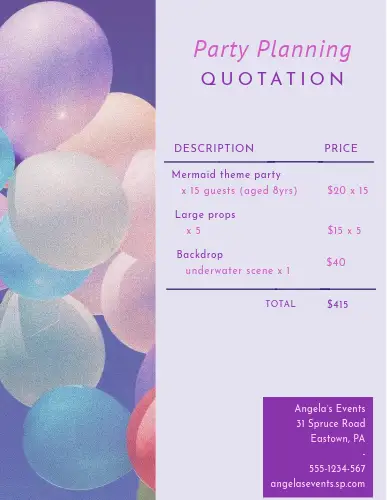 Party Planning
QUOTATION
DESCRIPTION PRICE
Mermaid theme party
x 15 guests (aged 8yrs) $20 x 15
Large props
x 5 $15 x 5
Backdrop
underwater scene x 1 $40
TOTAL $415
Angela's Events
31 Spruce Road
Eastown, PA
-
555-1234-567
angelasevents.sp.com